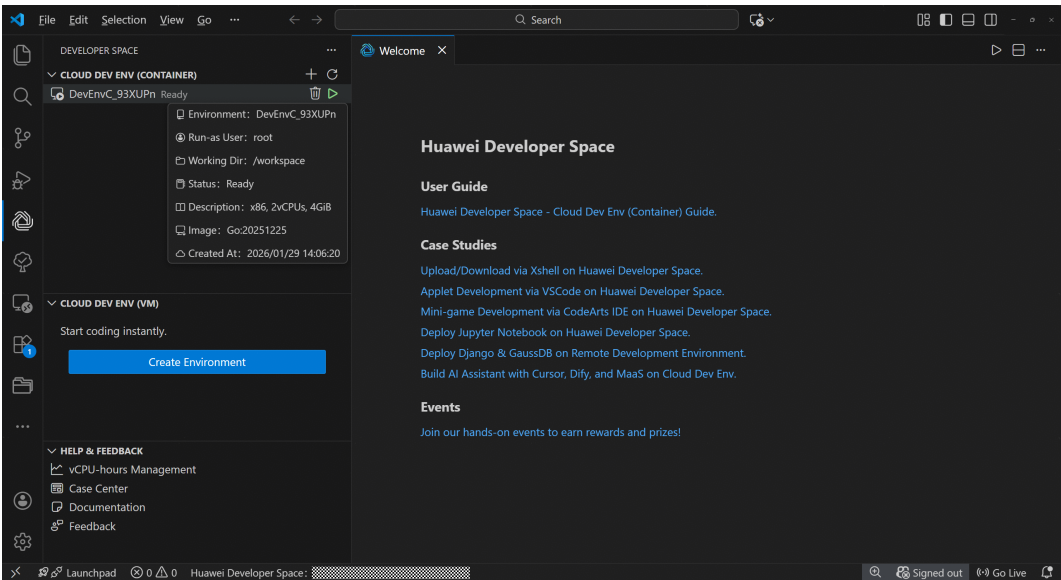 File Edit Selection View Go ··· Search
DEVELOPER SPACE
Welcome
CLOUD DEV ENV (CONTAINER)
DevEnvC_93XUPn Ready
Environment: DevEnvC_93XUPn
Run-as User: root
Working Dir: /workspace
Status: Ready
Description: x86, 2vCPUs, 4GiB
Image: Go:20251225
Created At: 2026/01/29 14:06:20
CLOUD DEV ENV (VM)
Start coding instantly.
Create Environment
1
HELP & FEEDBACK
vCPU-hours Management
Case Center
Documentation
Feedback
Huawei Developer Space
User Guide
Huawei Developer Space - Cloud Dev Env (Container) Guide.
Case Studies
Upload/Download via Xshell on Huawei Developer Space.
Applet Development via VSCode on Huawei Developer Space.
Mini-game Development via CodeArts IDE on Huawei Developer Space.
Deploy Jupyter Notebook on Huawei Developer Space.
Deploy Django & GaussDB on Remote Development Environment.
Build AI Assistant with Cursor, Dify, and MaaS on Cloud Dev Env.
Events
Join our hands-on events to earn rewards and prizes!
Launchpad 0 0 Huawei Developer Space: Signed out Go Live